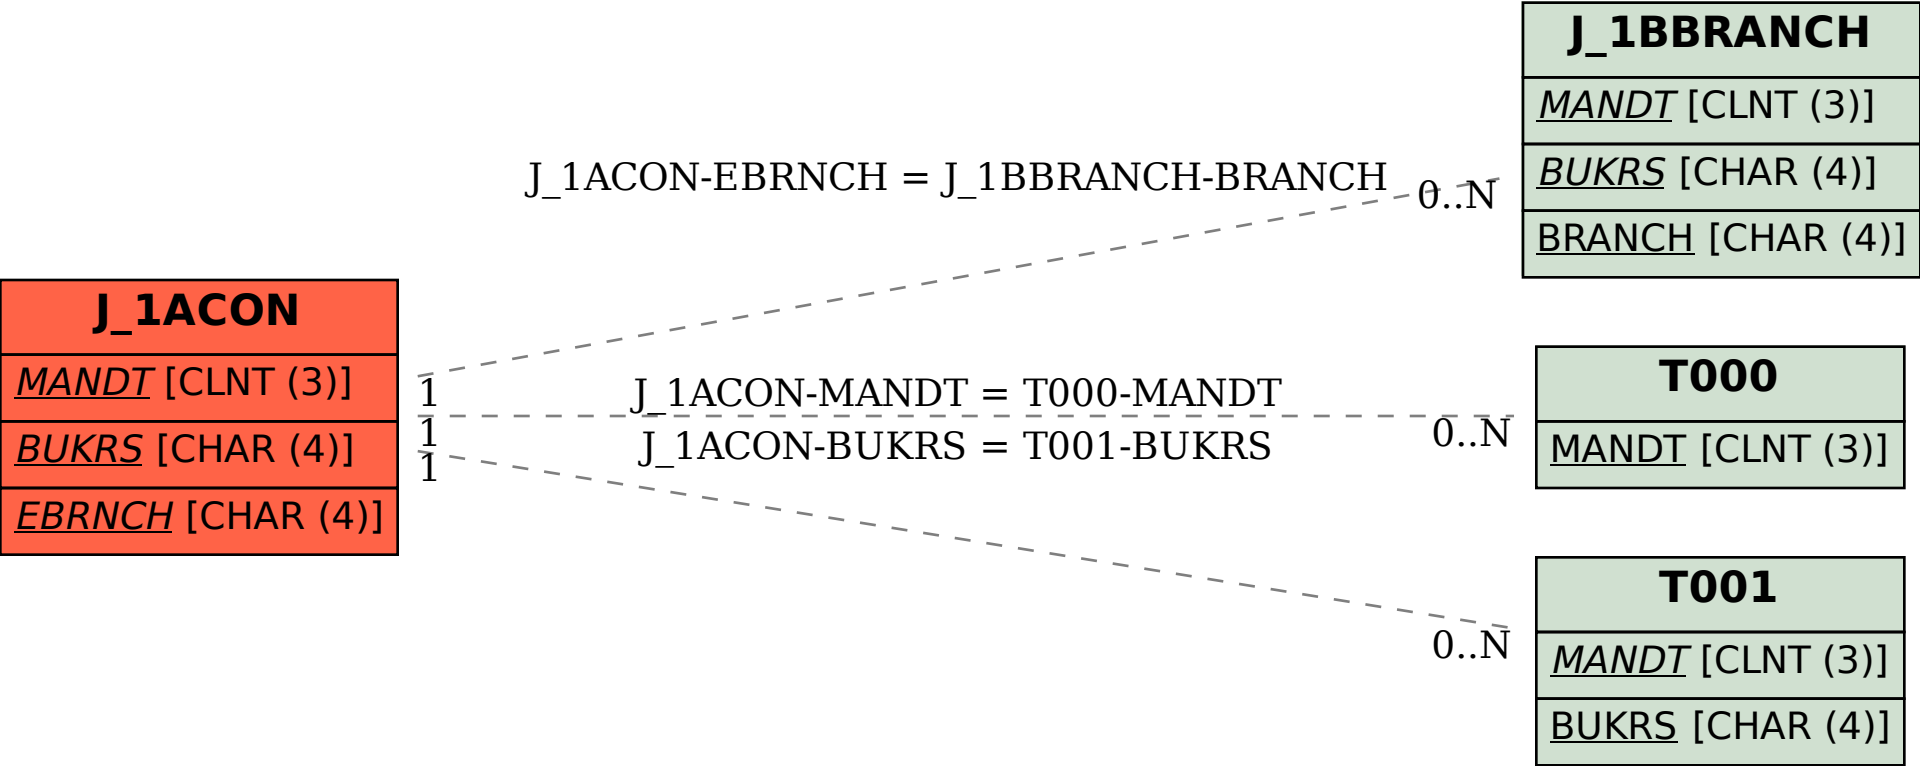 J_1BBRANCH
MANDT [CLNT (3)]
BUKRS [CHAR (4)]
BRANCH [CHAR (4)]
J_1ACON-EBRNCH = J_1BBRANCH-BRANCH
0..N
J_1ACON
MANDT [CLNT (3)]
BUKRS [CHAR (4)]
EBRNCH [CHAR (4)]
1
1
1
J_1ACON-MANDT = T000-MANDT
0..N
J_1ACON-BUKRS = T001-BUKRS
0..N
T000
MANDT [CLNT (3)]
T001
MANDT [CLNT (3)]
BUKRS [CHAR (4)]